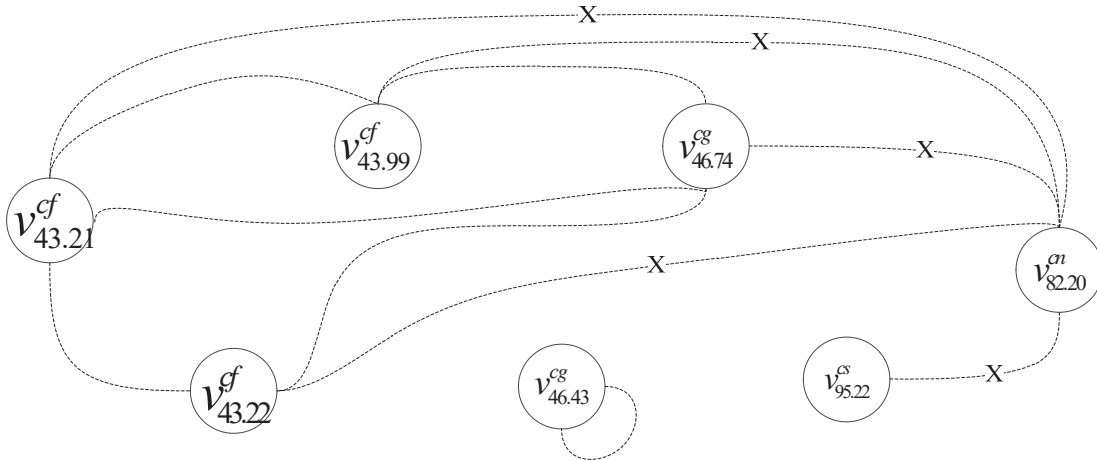 X
X
v^{cf}_{43.99}
v^{cg}_{46.74}
X
v^{cf}_{43.21}
X
v^{cn}_{82.20}
v^{cf}_{43.22}
v^{cg}_{46.43}
v^{cs}_{95.22}
X